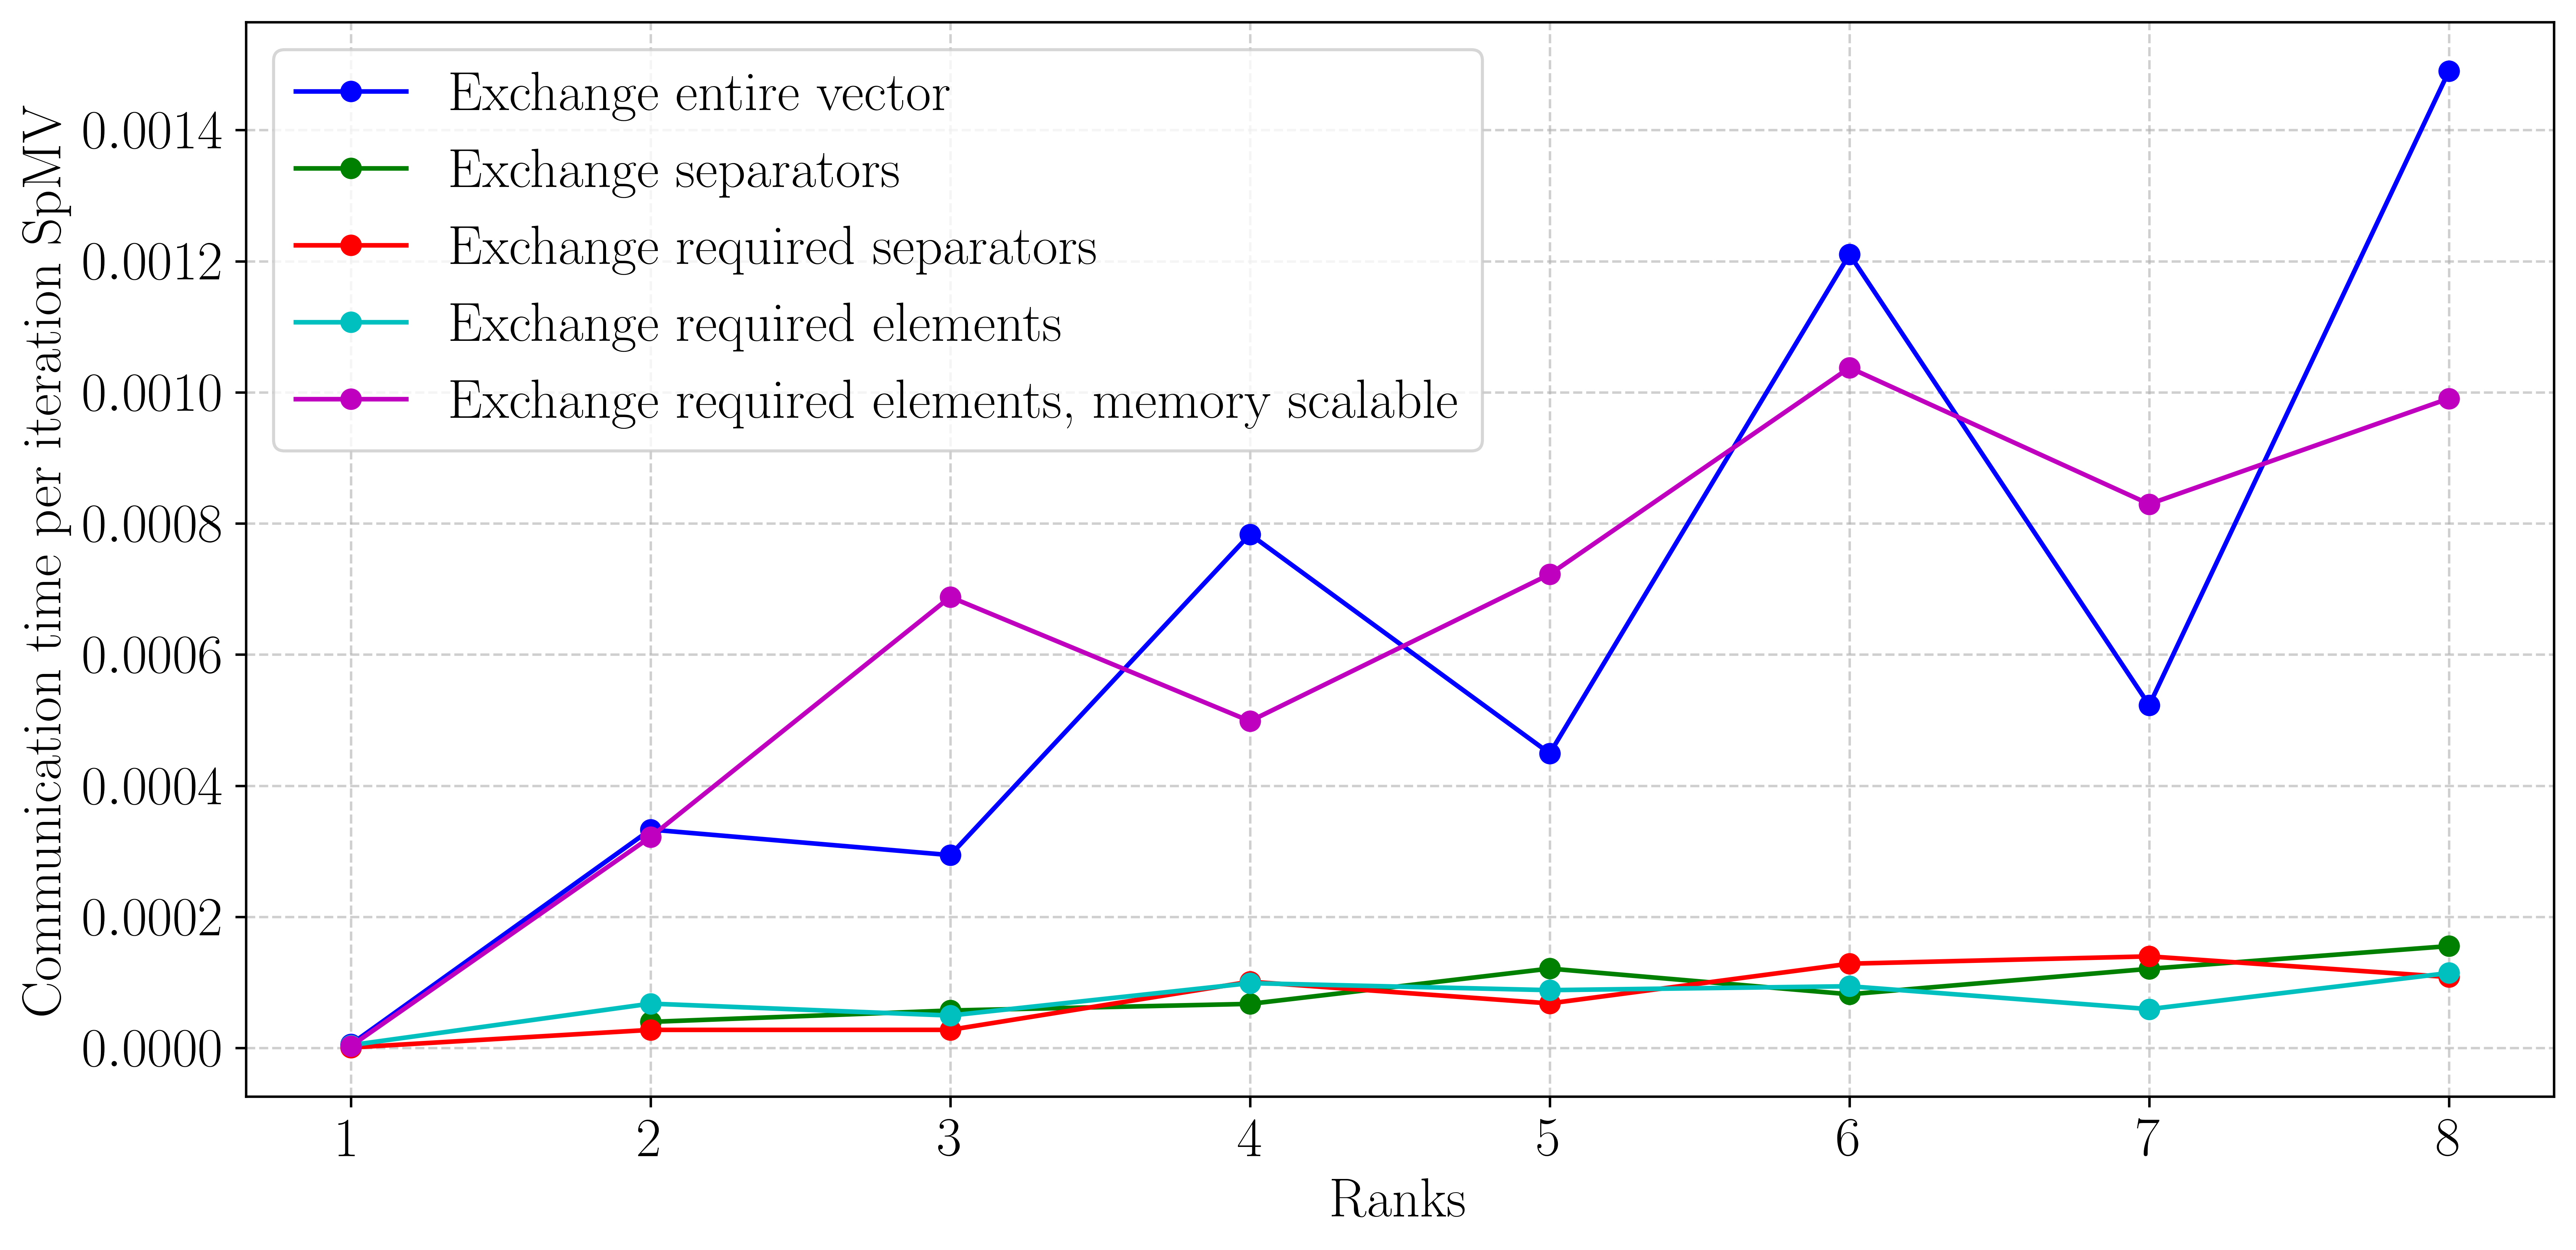 Communication time per iteration SpMV
0.0014
0.0012
0.0010
0.0008
0.0006
0.0004
0.0002
0.0000
Exchange entire vector
Exchange separators
Exchange required separators
Exchange required elements
Exchange required elements, memory scalable
1 2 3 4 5 6 7 8
Ranks